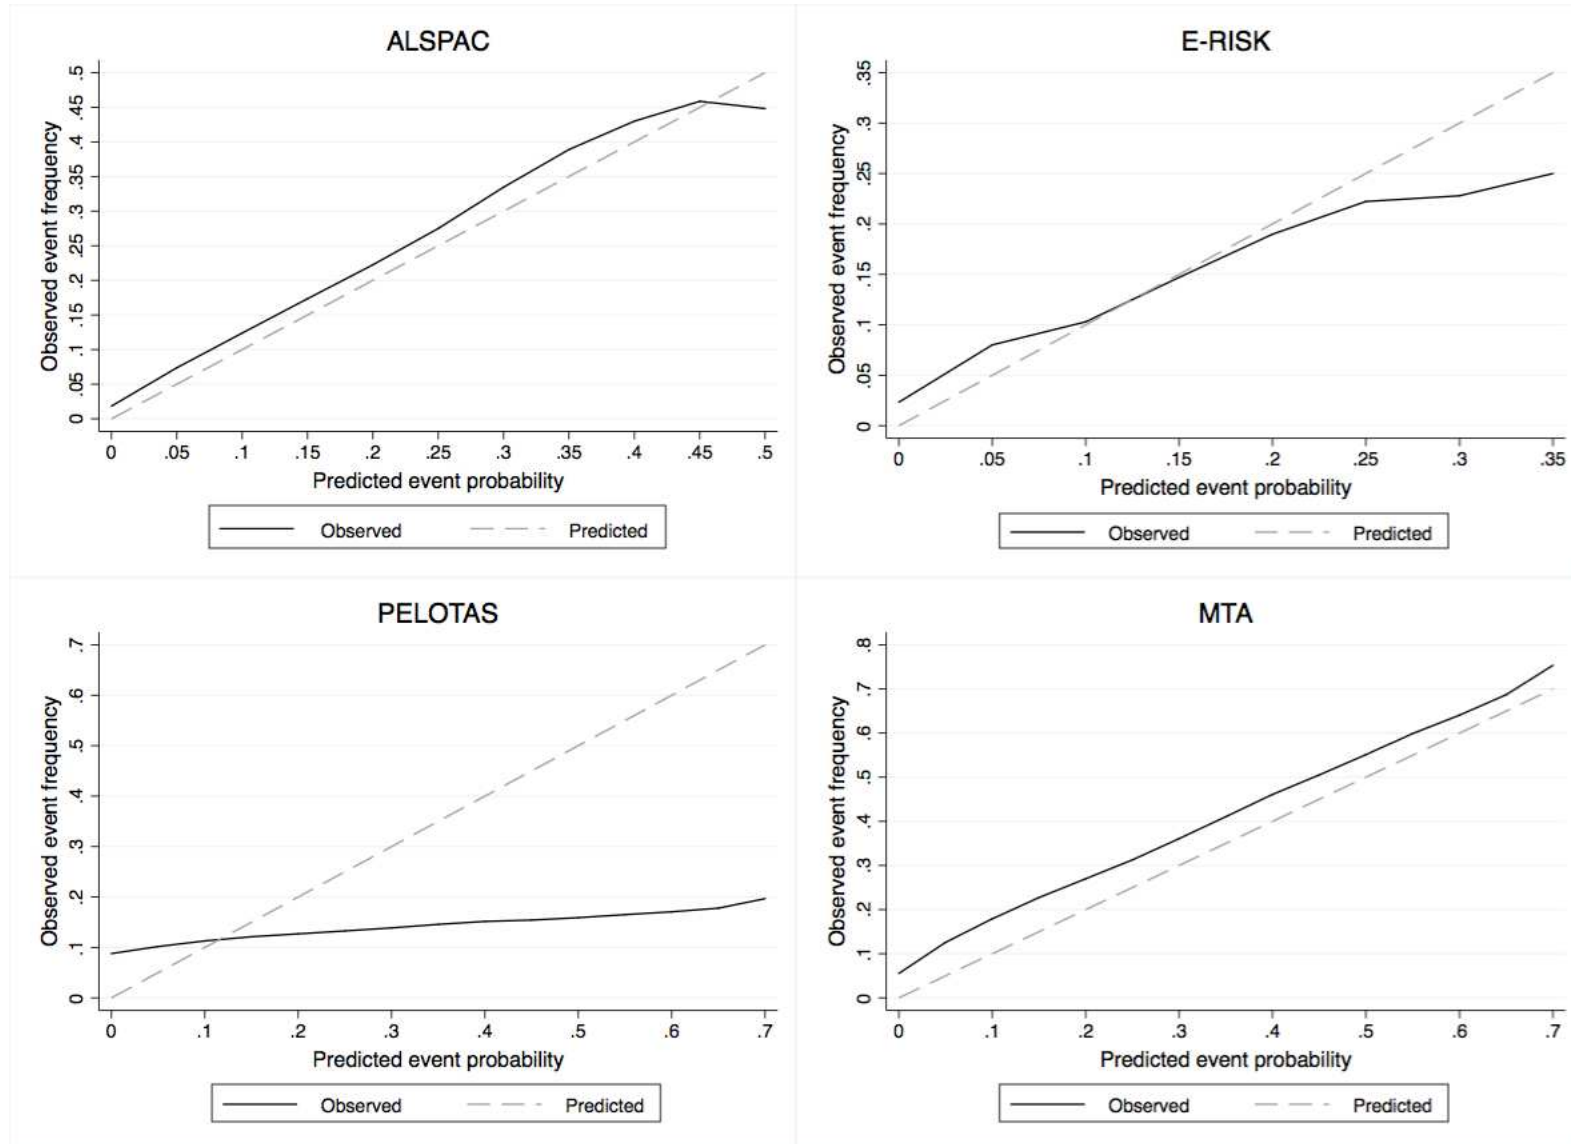 ALSPAC
Observed event frequency
.5
.45
.4
.35
.3
.25
.2
.15
.1
.05
0
0 .05 .1 .15 .2 .25 .3 .35 .4 .45 .5
Predicted event probability
Observed Predicted
E-RISK
Observed event frequency
.35
.3
.25
.2
.15
.1
.05
0
0 .05 .1 .15 .2 .25 .3 .35
Predicted event probability
Observed Predicted
PELOTAS
Observed event frequency
.7
.6
.5
.4
.3
.2
.1
0
0 .1 .2 .3 .4 .5 .6 .7
Predicted event probability
Observed Predicted
MTA
Observed event frequency
.8
.7
.6
.5
.4
.3
.2
.1
0
0 .1 .2 .3 .4 .5 .6 .7
Predicted event probability
Observed Predicted